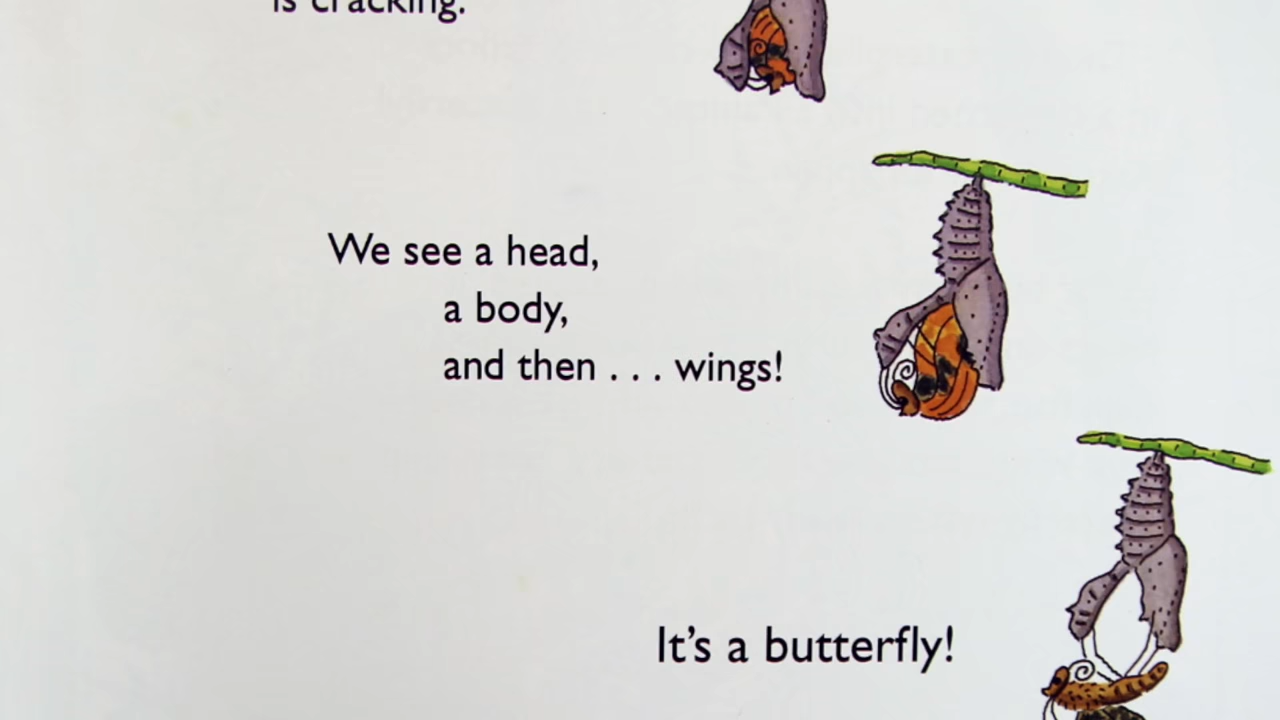 is cracking.
We see a head,
a body,
and then . . . wings!
It's a butterfly!